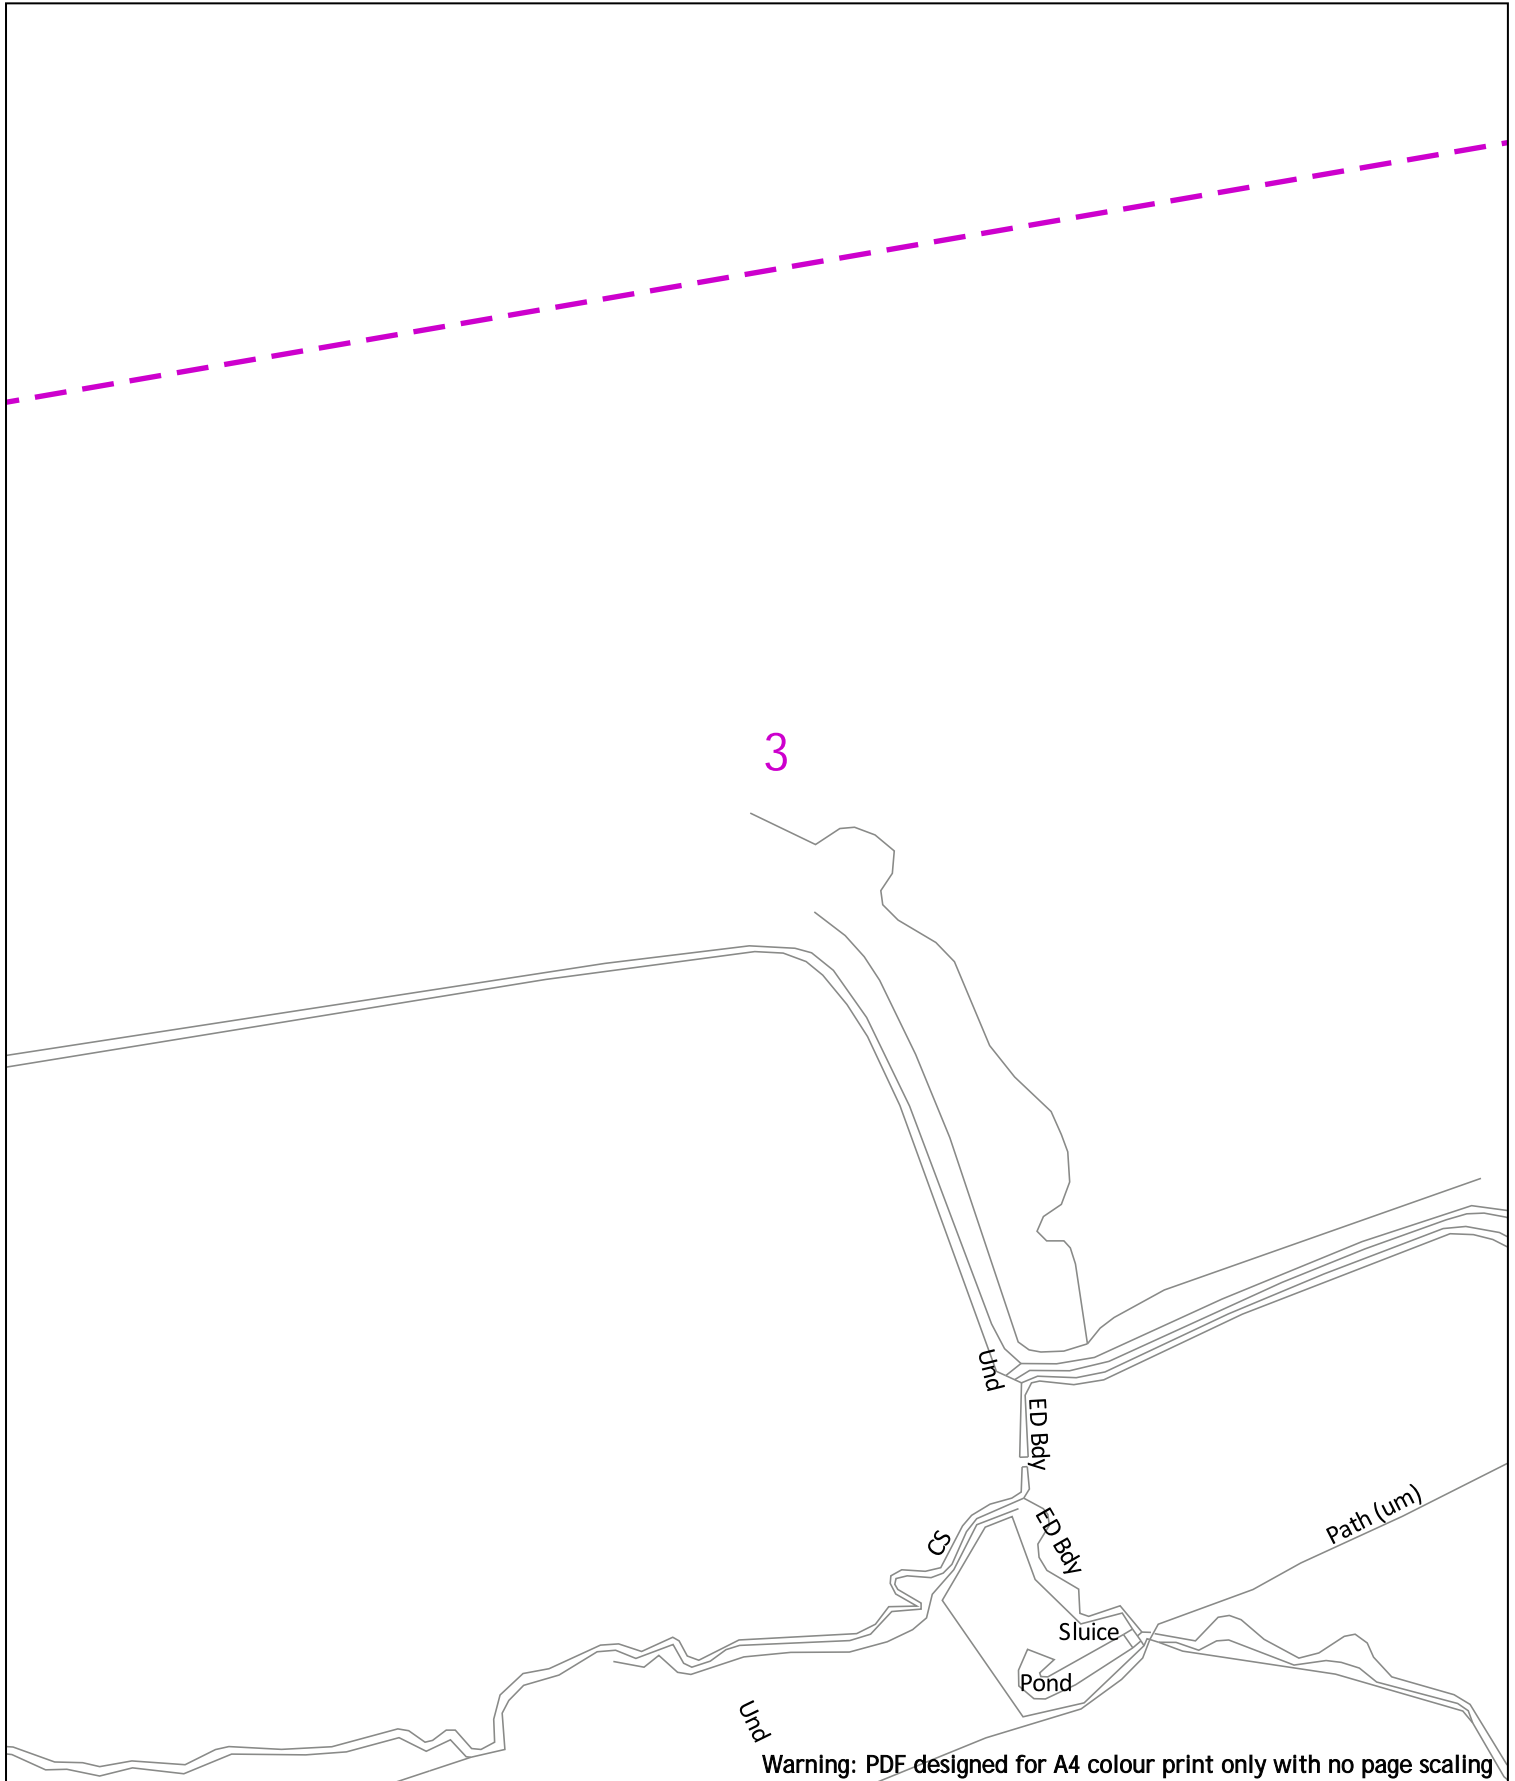 3
Und
ED Bdy
Path (um)
ED Bdy
CS
Sluice
Pond
Und
Warning: PDF designed for A4 colour print only with no page scaling